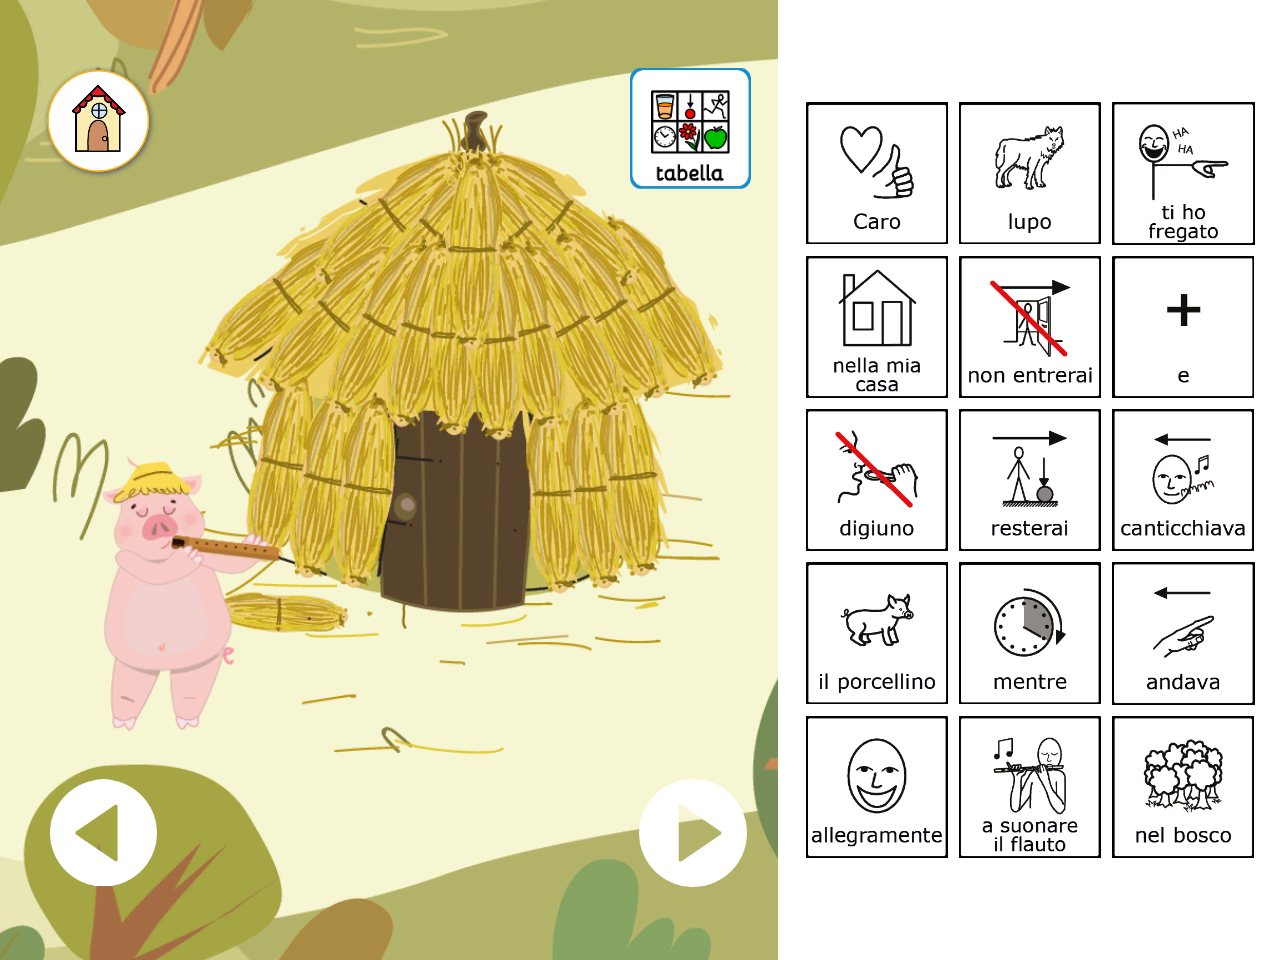 tabella
Caro
lupo
HA
HA
ti ho
fregato
nella mia
casa
non entrerai
+
e
digiuno
resterai
canticchiava
il porcellino
mentre
andava
allegramente
a suonare
il flauto
nel bosco